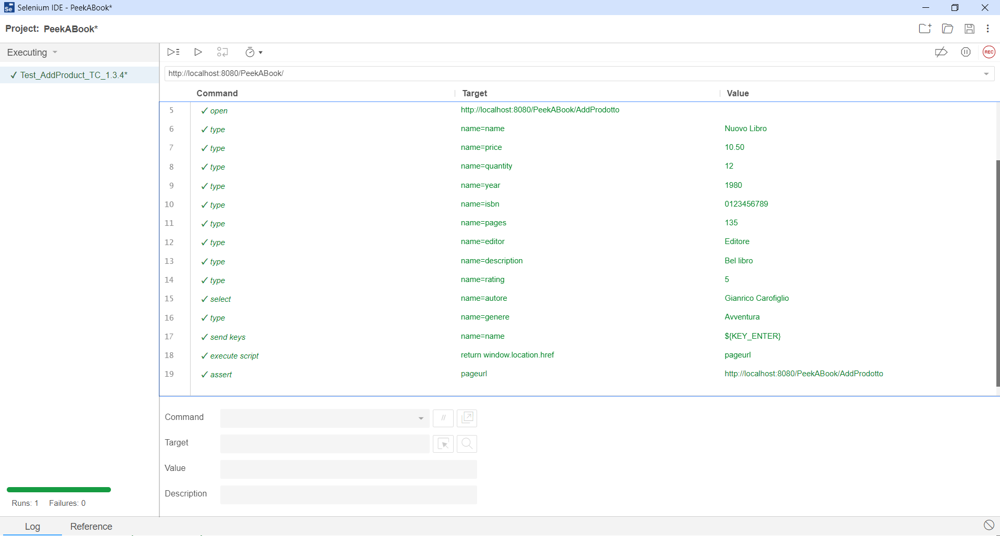 Selenium IDE - PeekABook*
Project: PeekABook*
Executing
✓ Test_AddProduct_TC_1.3.4*
REC
http://localhost:8080/PeekABook/
Command Target Value
5 ✓ open http://localhost:8080/PeekABook/AddProdotto
6 ✓ type name=name Nuovo Libro
7 ✓ type name=price 10.50
8 ✓ type name=quantity 12
9 ✓ type name=year 1980
10 ✓ type name=isbn 0123456789
11 ✓ type name=pages 135
12 ✓ type name=editor Editore
13 ✓ type name=description Bel libro
14 ✓ type name=rating 5
15 ✓ select name=autore Gianrico Carofiglio
16 ✓ type name=genere Avventura
17 ✓ send keys name=name ${KEY_ENTER}
18 ✓ execute script return window.location.href pageurl
19 ✓ assert pageurl http://localhost:8080/PeekABook/AddProdotto
Command //
Target
Value
Description
Runs: 1 Failures: 0
Log Reference